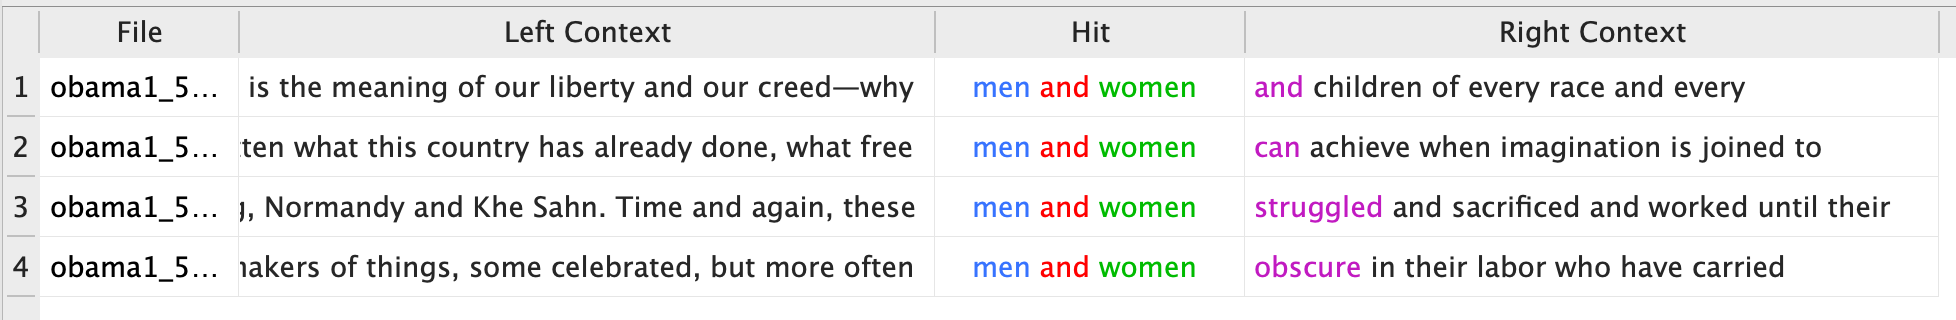 File Left Context Hit Right Context
1 obama1_5... is the meaning of our liberty and our creed—why men and women and children of every race and every
2 obama1_5... what this country has already done, what free men and women can achieve when imagination is joined to
3 obama1_5... Normandy and Khe Sahn. Time and again, these men and women struggled and sacrificed and worked until their
4 obama1_5... of things, some celebrated, but more often men and women obscure in their labor who have carried